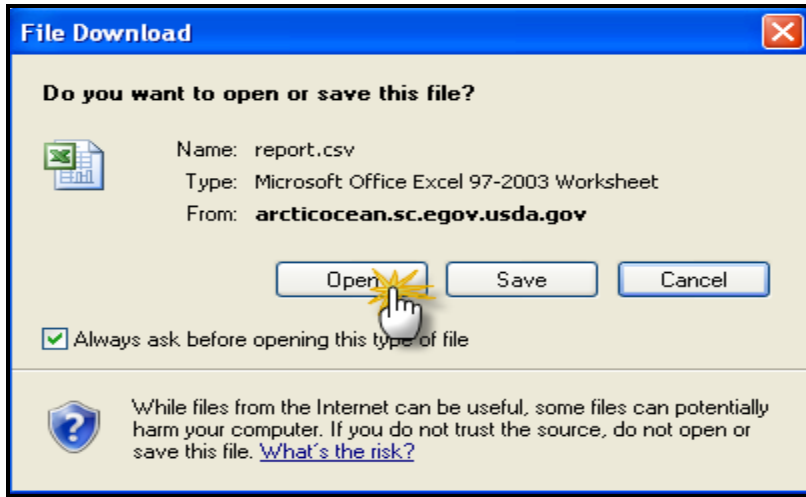 File Download
Do you want to open or save this file?
Name: report.csv
Type: Microsoft Office Excel 97-2003 Worksheet
From: arcticocean.sc.egov.usda.gov
Open Save Cancel
Always ask before opening this type of file
While files from the Internet can be useful, some files can potentially
harm your computer. If you do not trust the source, do not open or
save this file. What's the risk?